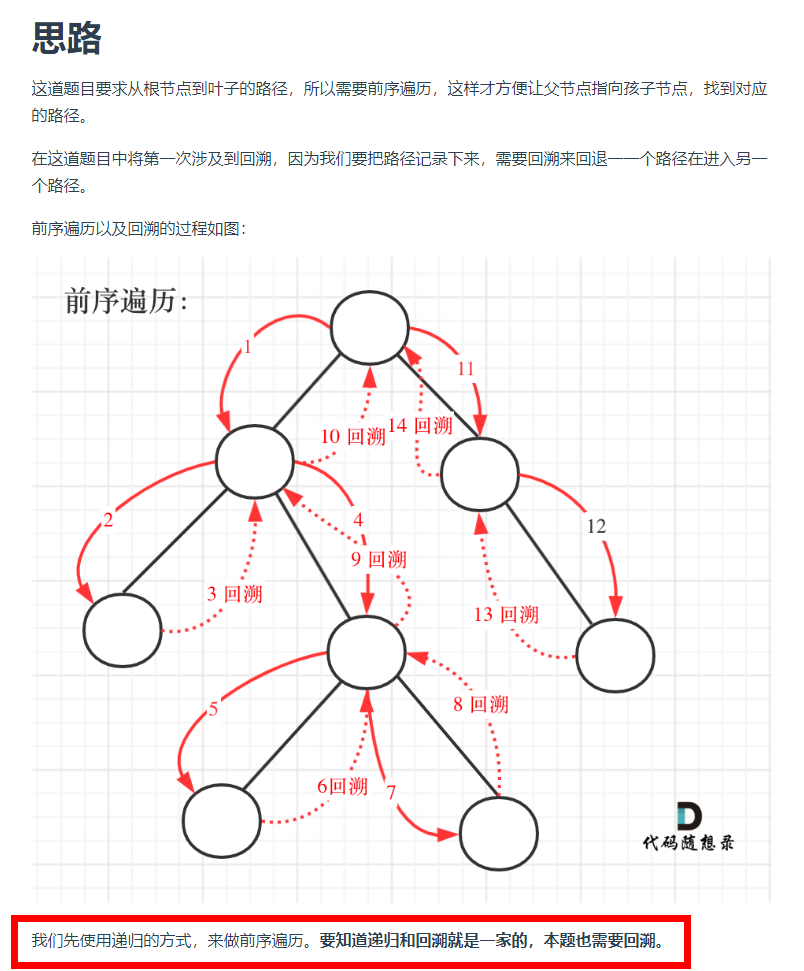 思路
这道题目要求从根节点到叶子的路径，所以需要前序遍历，这样才方便让父节点指向孩子节点，找到对应
的路径。
在这道题目中将第一次涉及到回溯，因为我们要把路径记录下来，需要回溯来回退一一个路径在进入另一
个路径。
前序遍历以及回溯的过程如图：
前序遍历：
1
11
10 回溯
14 回溯
2
4
12
9 回溯
3 回溯
13 回溯
5
8 回溯
6回溯
7
代码随想录
我们先使用递归的方式，来做前序遍历。要知道递归和回溯就是一家的，本题也需要回溯。